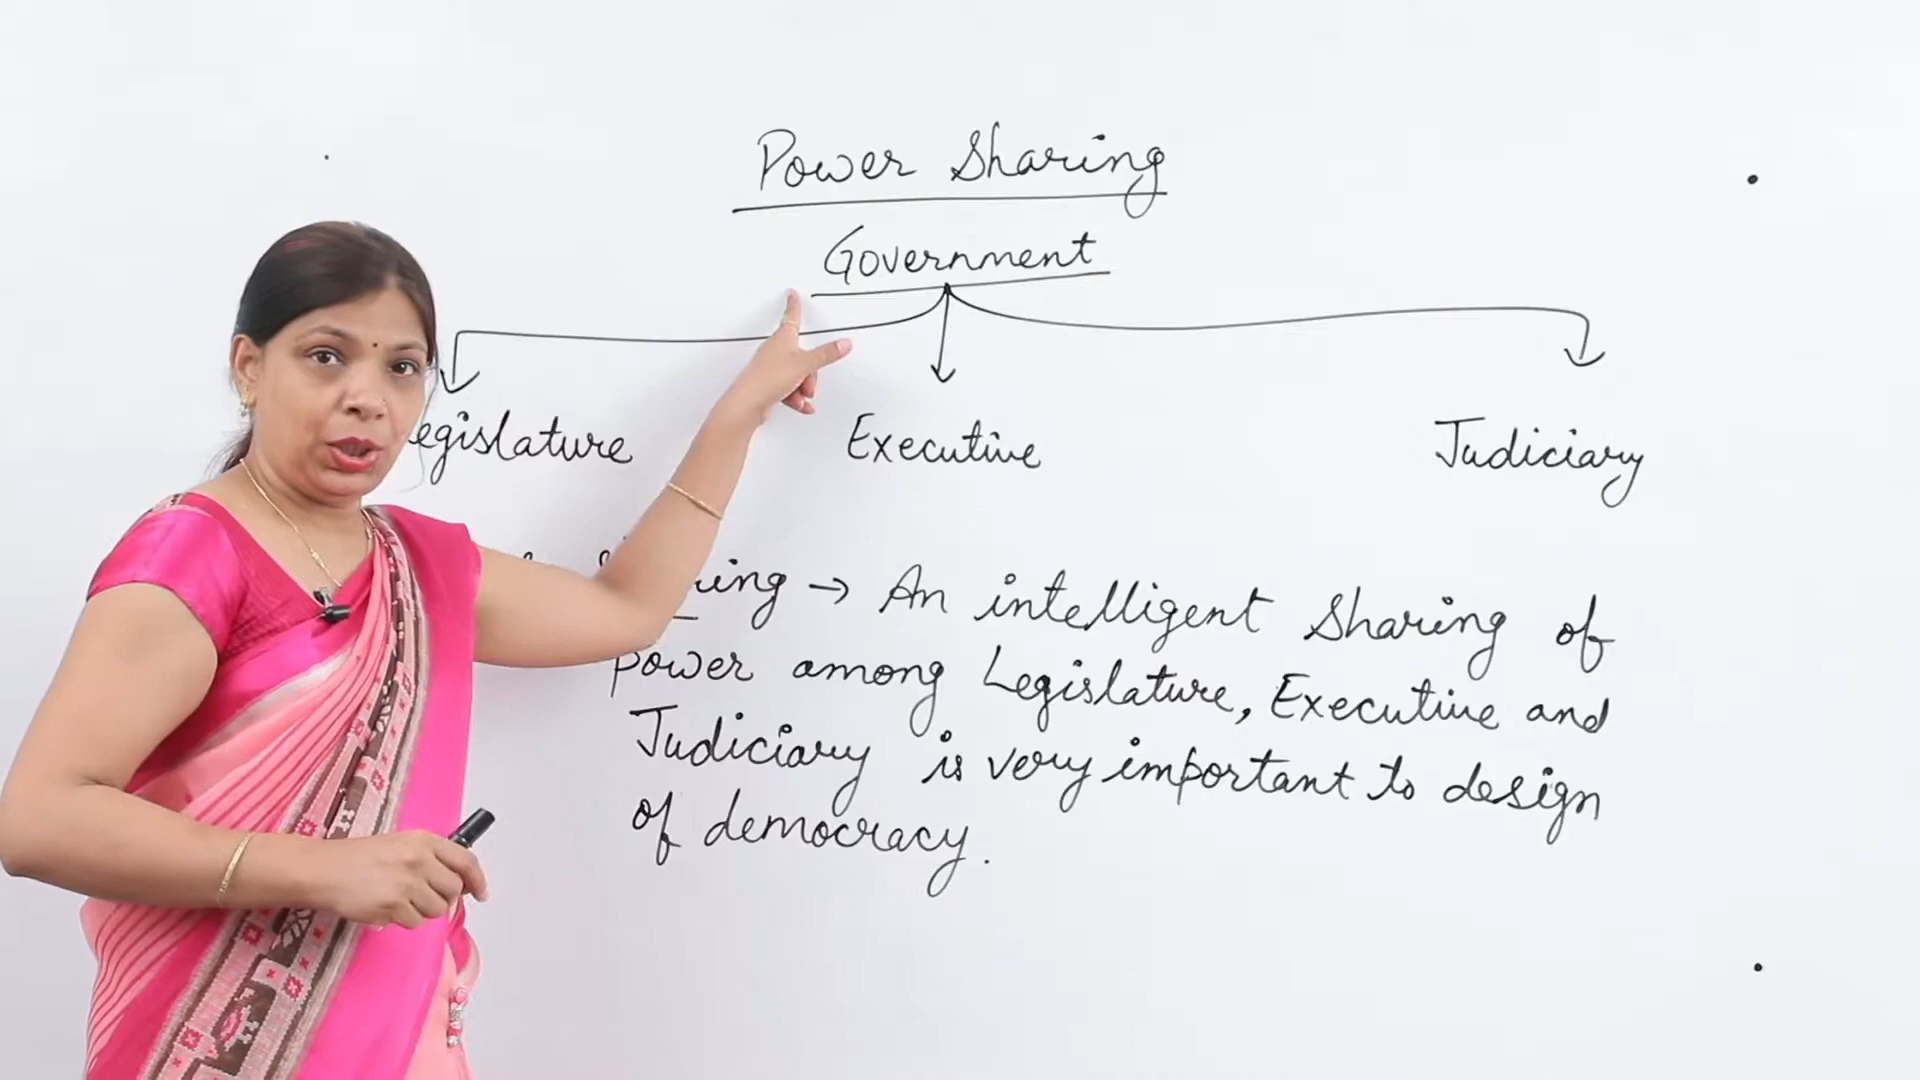 Power Sharing
Government
egislature Executive Judiciary
ing → An intelligent Sharing of
power among Legislature, Executive and
Judiciary is very important to design
of democracy.